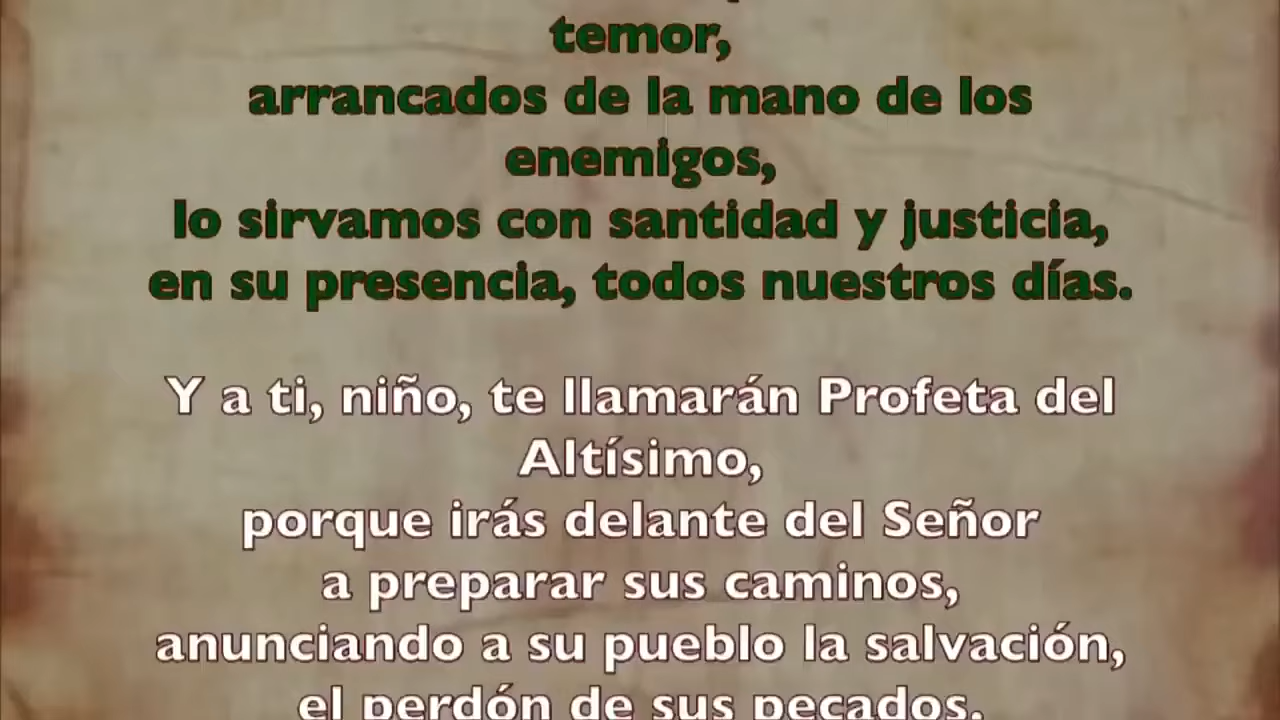 temor,
arrancados de la mano de los
enemigos,
lo sirvamos con santidad y justicia,
en su presencia, todos nuestros días.
Y a ti, niño, te llamarán Profeta del
Altísimo,
porque irás delante del Señor
a preparar sus caminos,
anunciando a su pueblo la salvación,
el perdón de sus pecados.